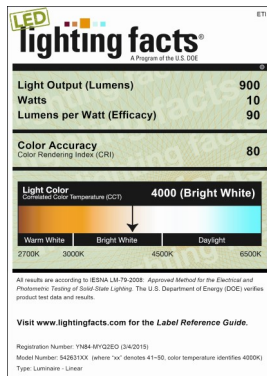 LED
ETI
lighting facts®
A Program of the U.S. DOE
Light Output (Lumens) 900
Watts 10
Lumens per Watt (Efficacy) 90
Color Accuracy
Color Rendering Index (CRI) 80
Light Color
Correlated Color Temperature (CCT) 4000 (Bright White)
Warm White Bright White Daylight
2700K 3000K 4500K 6500K
All results are according to IESNA LM-79-2008: Approved Method for the Electrical and
Photometric Testing of Solid-State Lighting. The U.S. Department of Energy (DOE) verifies
product test data and results.
Visit www.lightingfacts.com for the Label Reference Guide.
Registration Number: YN84-MYQ2EO (3/4/2015)
Model Number: 542631XX (where "xx" denotes 41~50, color temperature identifies 4000K)
Type: Luminaire - Linear